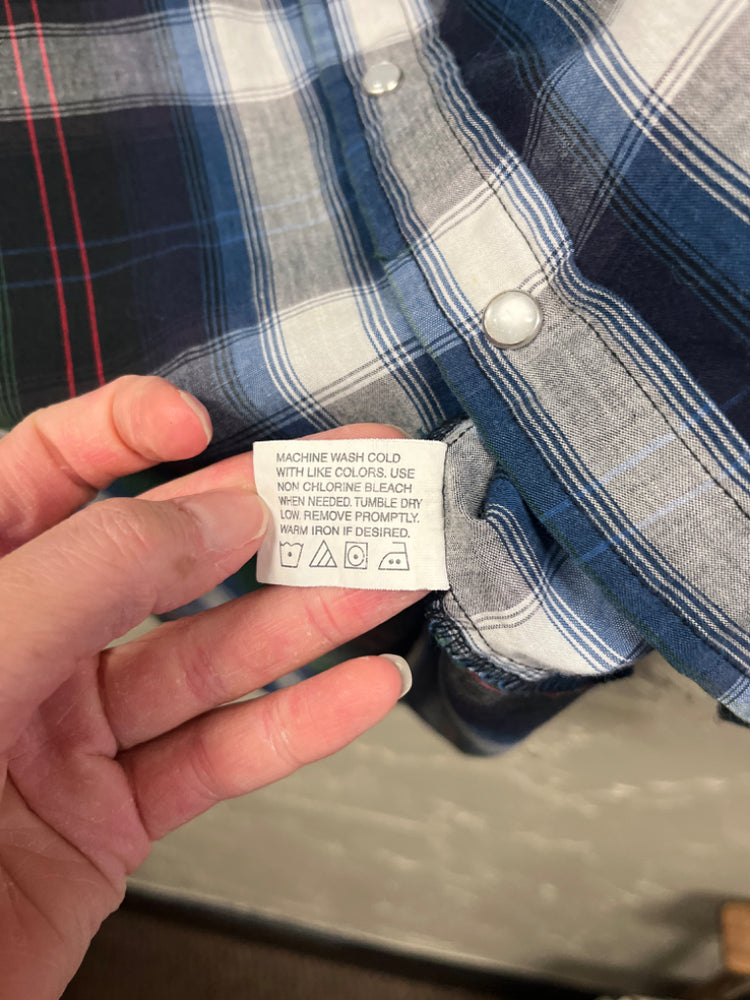 MACHINE WASH COLD
WITH LIKE COLORS. USE
NON CHLORINE BLEACH
WHEN NEEDED. TUMBLE DRY
LOW. REMOVE PROMPTLY.
WARM IRON IF DESIRED.